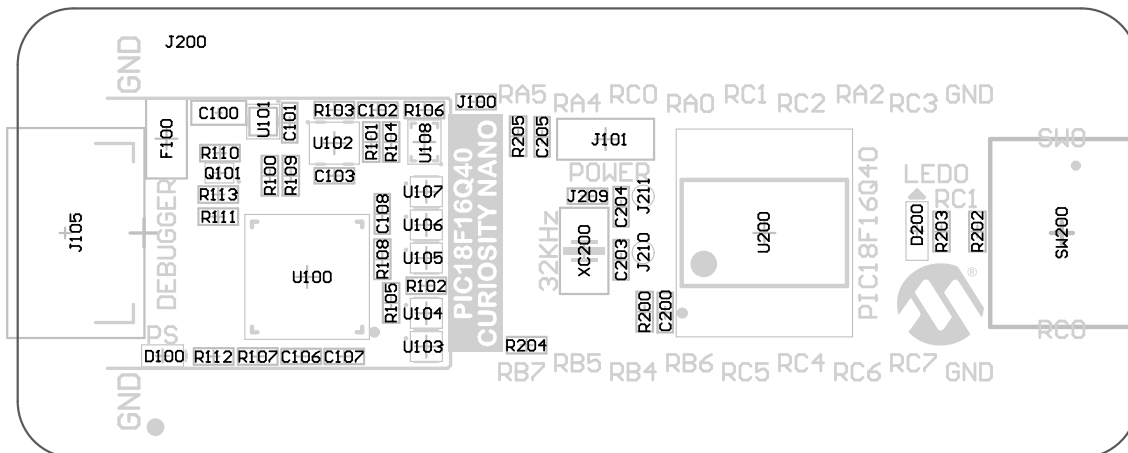 GND
J200
J105
DEBUGGER
PS
GND
F100
C100
U101
C101
R103
C102
R106
U102
R101
R104
U108
R110
Q101
R113
R111
R100
R109
C103
U107
U106
U105
R102
U104
U103
C108
R108
R105
U100
D100
R112
R107
C106
C107
J100
PIC18F16Q40
CURIOSITY NANO
RA5
RA4
RC0
RA0
RC1
RC2
RA2
RC3
GND
R205
C205
J101
POWER
J209
C204
J211
32KHz
XC200
C203
J210
R200
C200
R204
U200
PIC18F16Q40
LED0
RC1
D200
R203
R202
SW0
SW200
RC0
RB7
RB5
RB4
RB6
RC5
RC4
RC6
RC7
GND